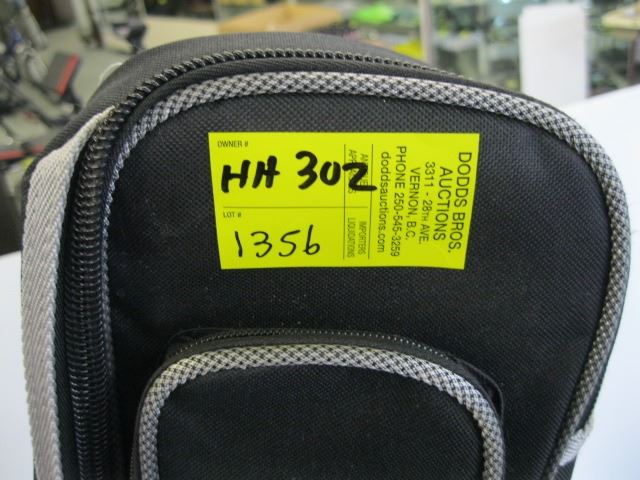 OWNER #
HH 302
LOT #
1356
IMPORTERS
LIQUIDATIONS
DODDS BROS.
AUCTIONS
3311 - 28TH AVE.
VERNON, B.C.
PHONE 250-545-3259
doddsauctions.com